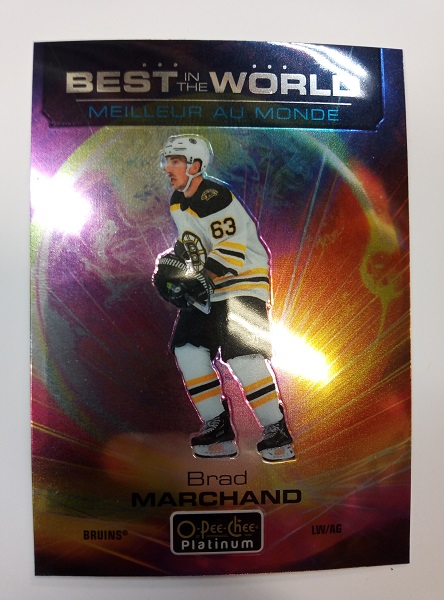 BEST IN THE WORLD
MEILLEUR AU MONDE
63
B
Brad
MARCHAND
O-Pee-Chee
Platinum
BRUINS®
LW/AG